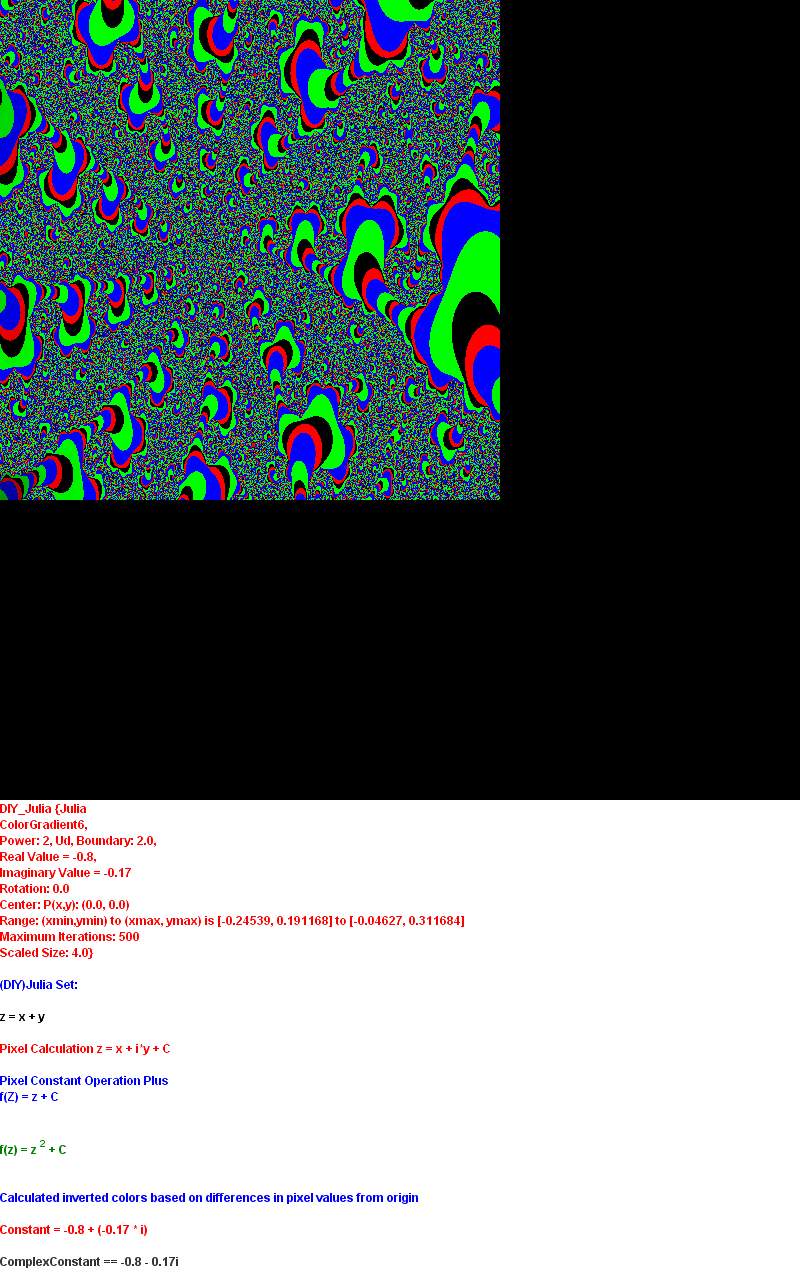 DIY_Julia {Julia
ColorGradient6,
Power: 2, Ud, Boundary: 2.0,
Real Value = -0.8,
Imaginary Value = -0.17
Rotation: 0.0
Center: P(x,y): (0.0, 0.0)
Range: (xmin,ymin) to (xmax, ymax) is [-0.24539, 0.191168] to [-0.04627, 0.311684]
Maximum Iterations: 500
Scaled Size: 4.0}
(DIY)Julia Set:
z = x + y
Pixel Calculation z = x + i*y + C
Pixel Constant Operation Plus
f(Z) = z + C
f(z) = z 2 + C
Calculated inverted colors based on differences in pixel values from origin
Constant = -0.8 + (-0.17 * i)
ComplexConstant == -0.8 - 0.17i